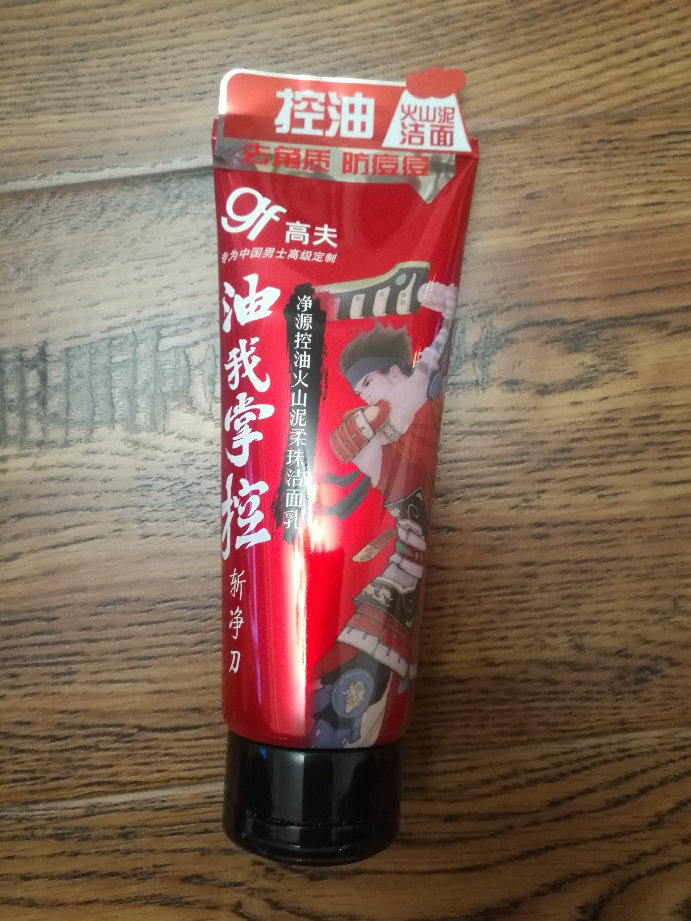 控油
火山泥
洁面
去角质 防痘痘
gf 高夫
专为中国男士高级定制
油我掌控
净源控油火山泥柔珠洁面乳
斩净刀